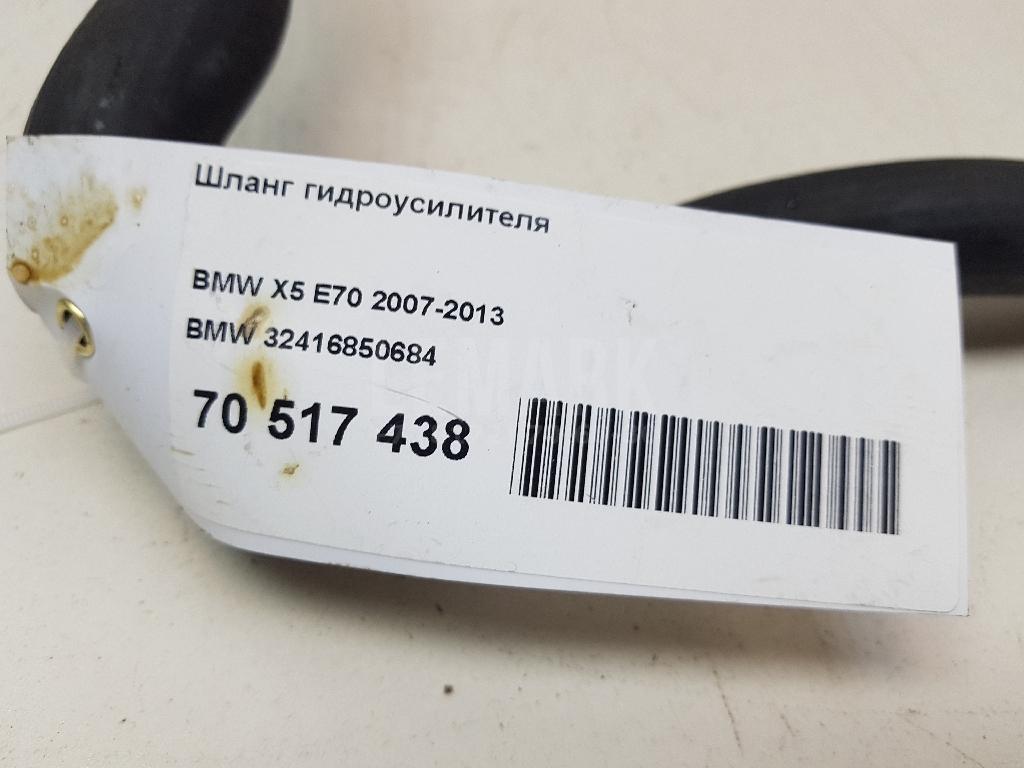 Шланг гидроусилителя
BMW X5 E70 2007-2013
BMW 32416850684
70 517 438